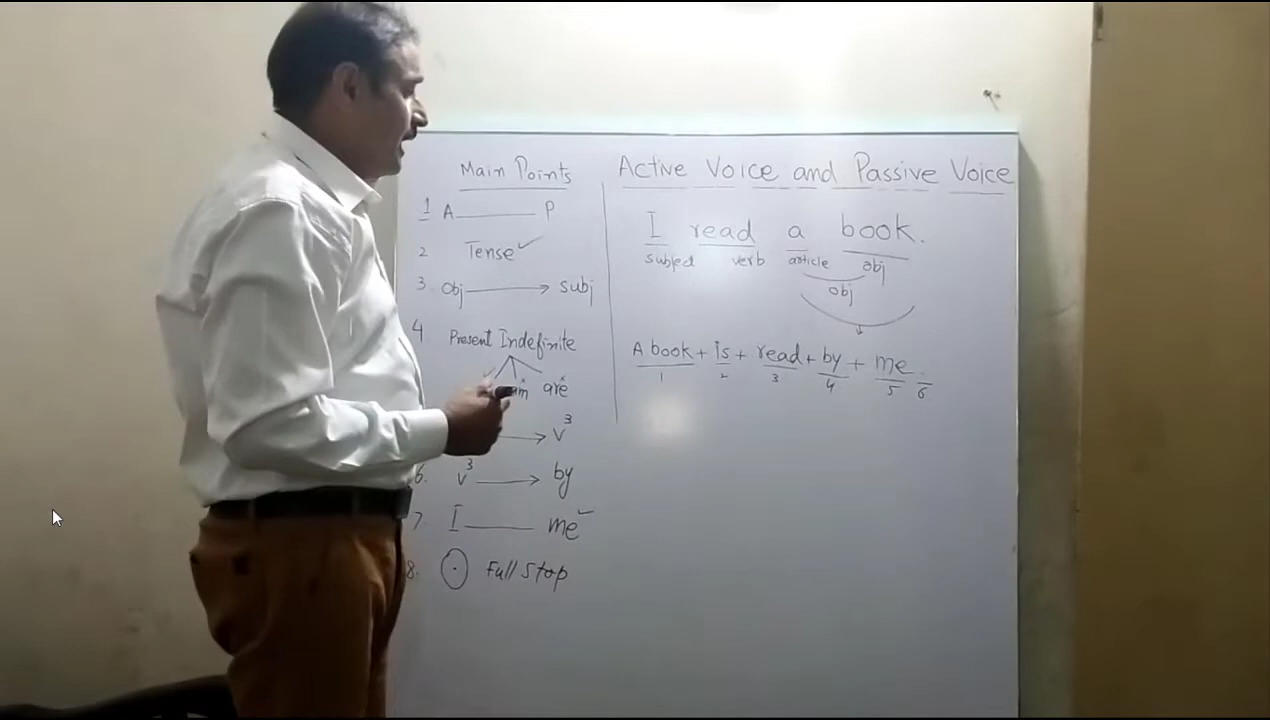 Main Points
1 A P
2 Tense
3 Obj → subj
4 Present Indefinite
am are
→ V3
6. V3 → by
7. I me
8. Full Stop
Active Voice and Passive Voice
I read a book.
subject verb article obj
obj
A book + is + read + by + me.
1 2 3 4 5 6